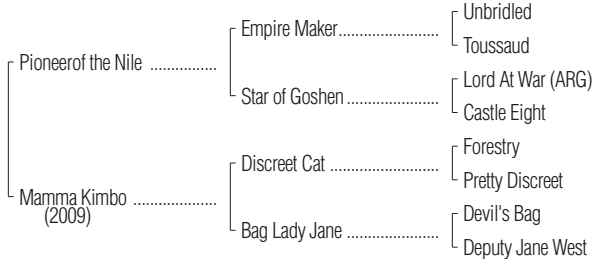 Unbridled
Empire Maker..................
Toussaud
Pioneerof the Nile ................
Lord At War (ARG)
Star of Goshen......................
Castle Eight
Forestry
Discreet Cat .........................
Pretty Discreet
Mamma Kimbo ....................
(2009)
Devil's Bag
Bag Lady Jane ......................
Deputy Jane West